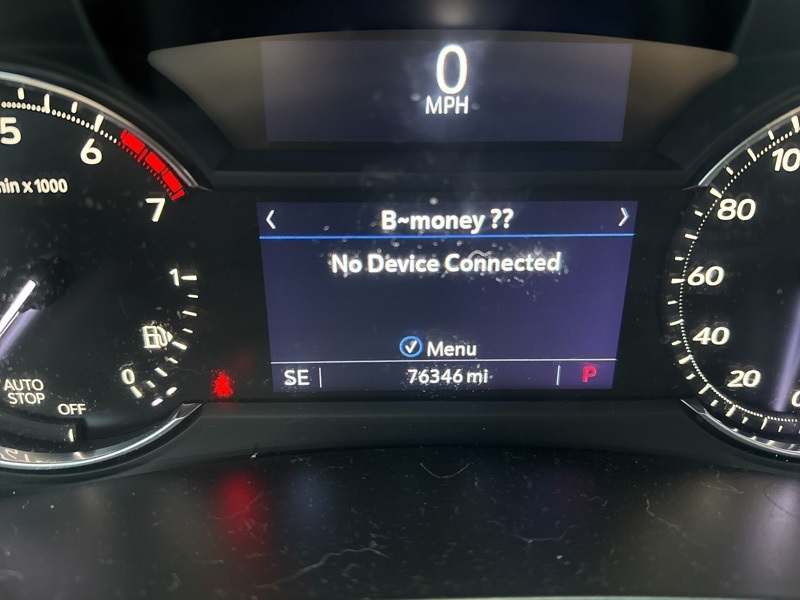 0
MPH
5
6
min x 1000
7
B~money ??
No Device Connected
Menu
SE
76346 mi
P
1
0
AUTO
STOP
OFF
100
80
60
40
20
0